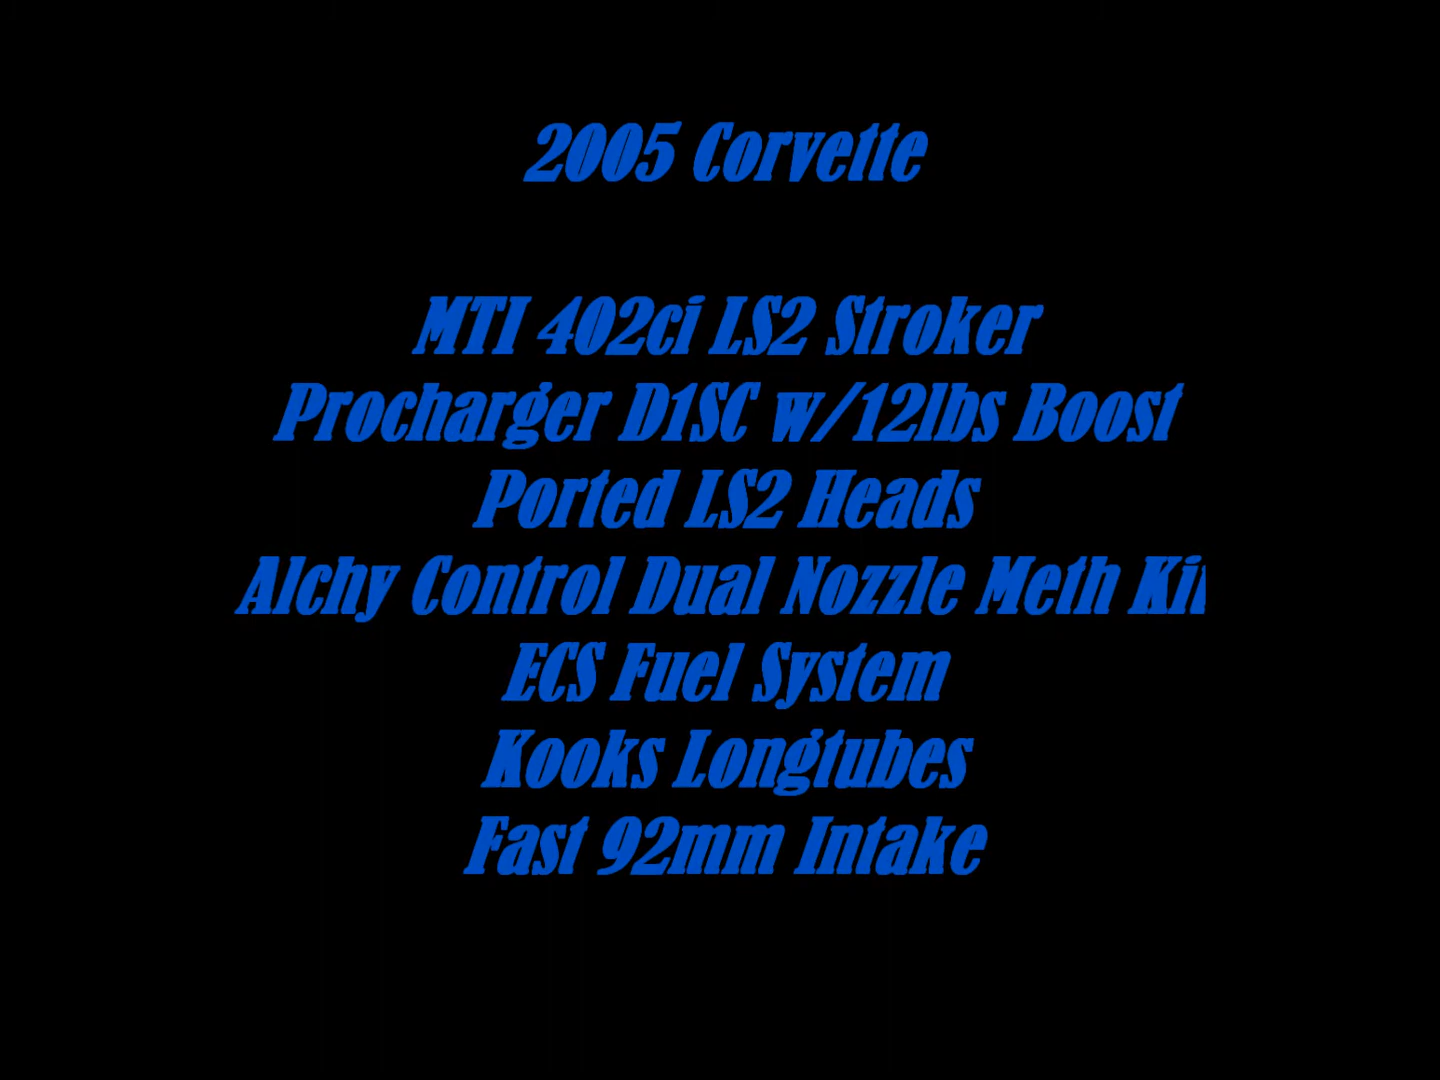 2005 Corvette
MTI 402ci LS2 Stroker
Procharger D1SC w/12lbs Boost
Ported LS2 Heads
Alchy Control Dual Nozzle Meth Kit
ECS Fuel System
Kooks Longtubes
Fast 92mm Intake